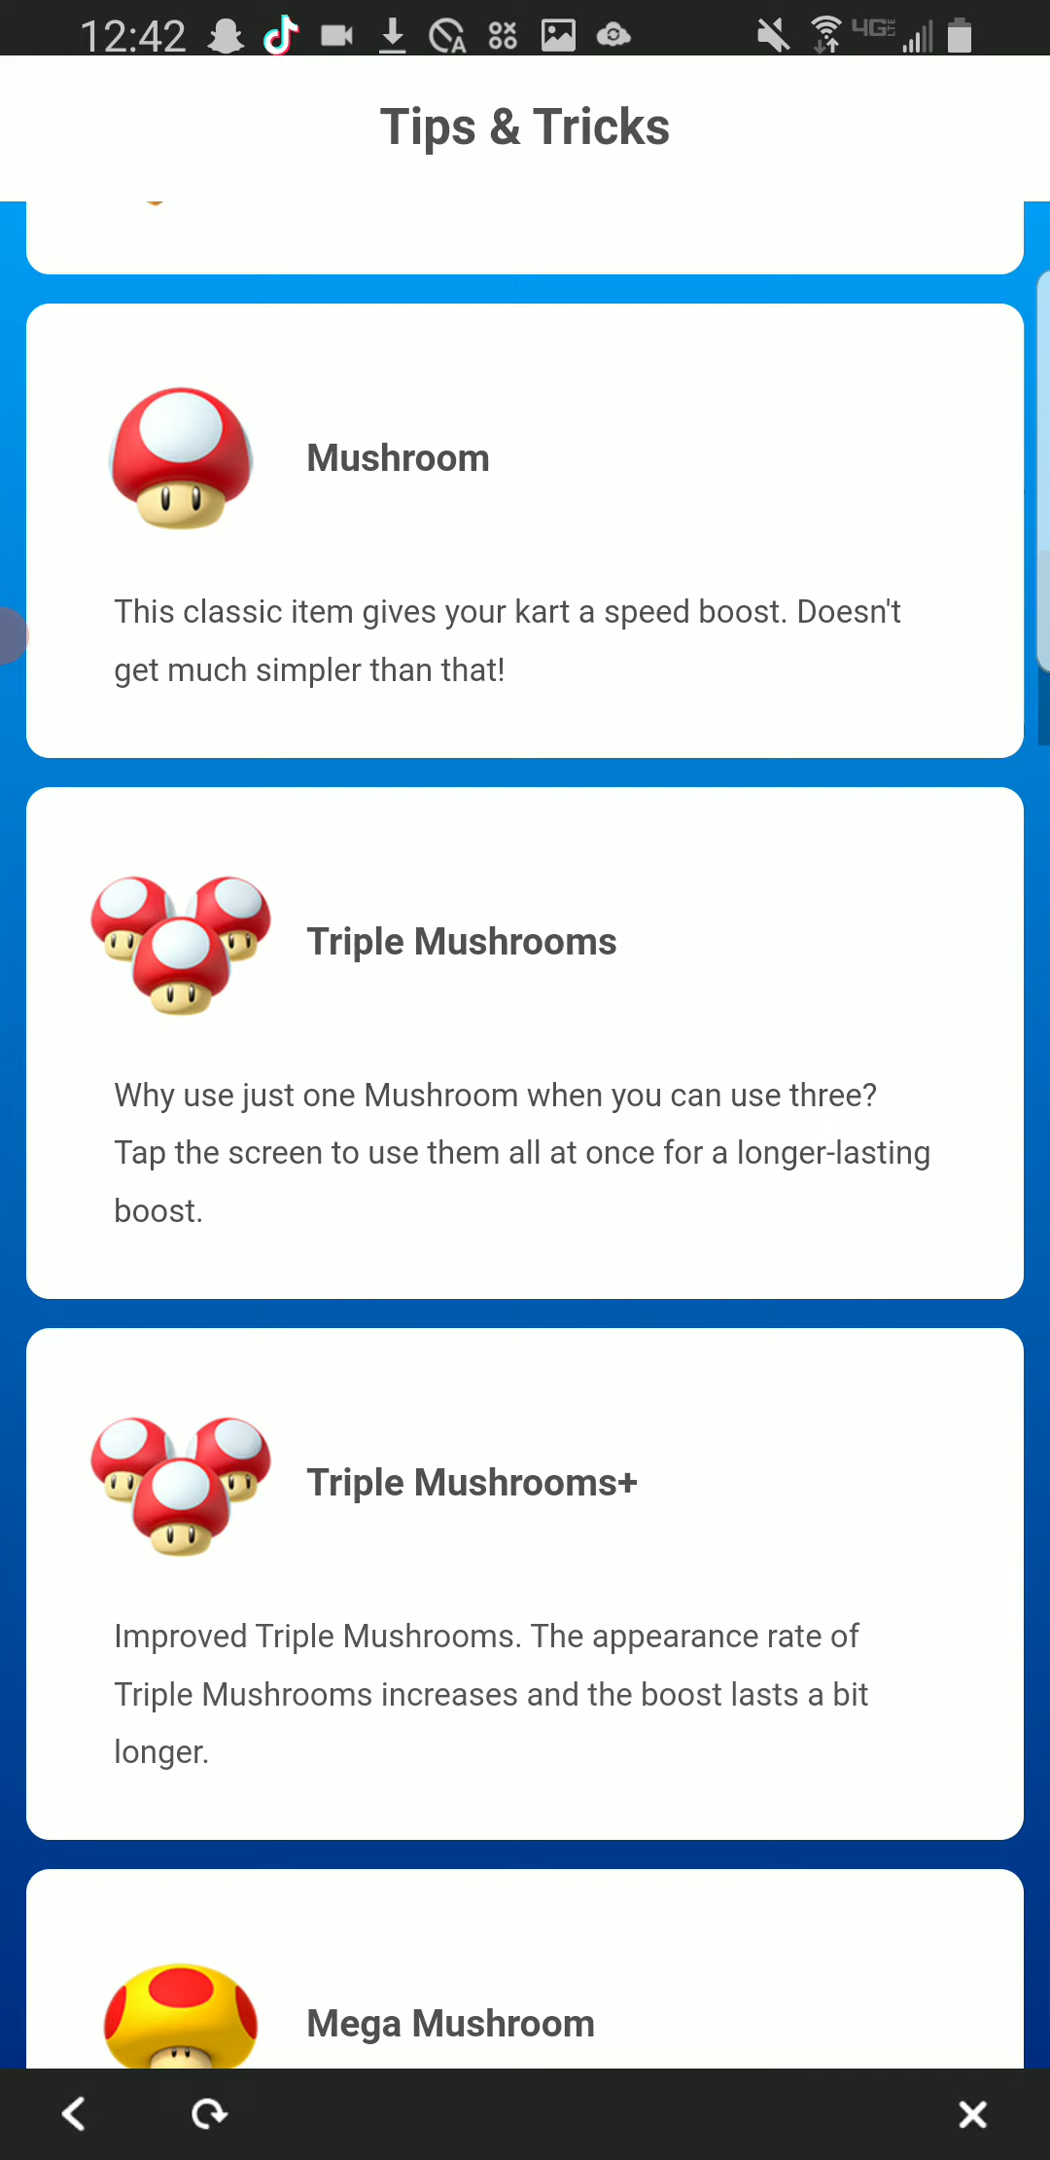 12:42
4GE
Tips & Tricks
Mushroom
This classic item gives your kart a speed boost. Doesn't
get much simpler than that!
Triple Mushrooms
Why use just one Mushroom when you can use three?
Tap the screen to use them all at once for a longer-lasting
boost.
Triple Mushrooms+
Improved Triple Mushrooms. The appearance rate of
Triple Mushrooms increases and the boost lasts a bit
longer.
Mega Mushroom